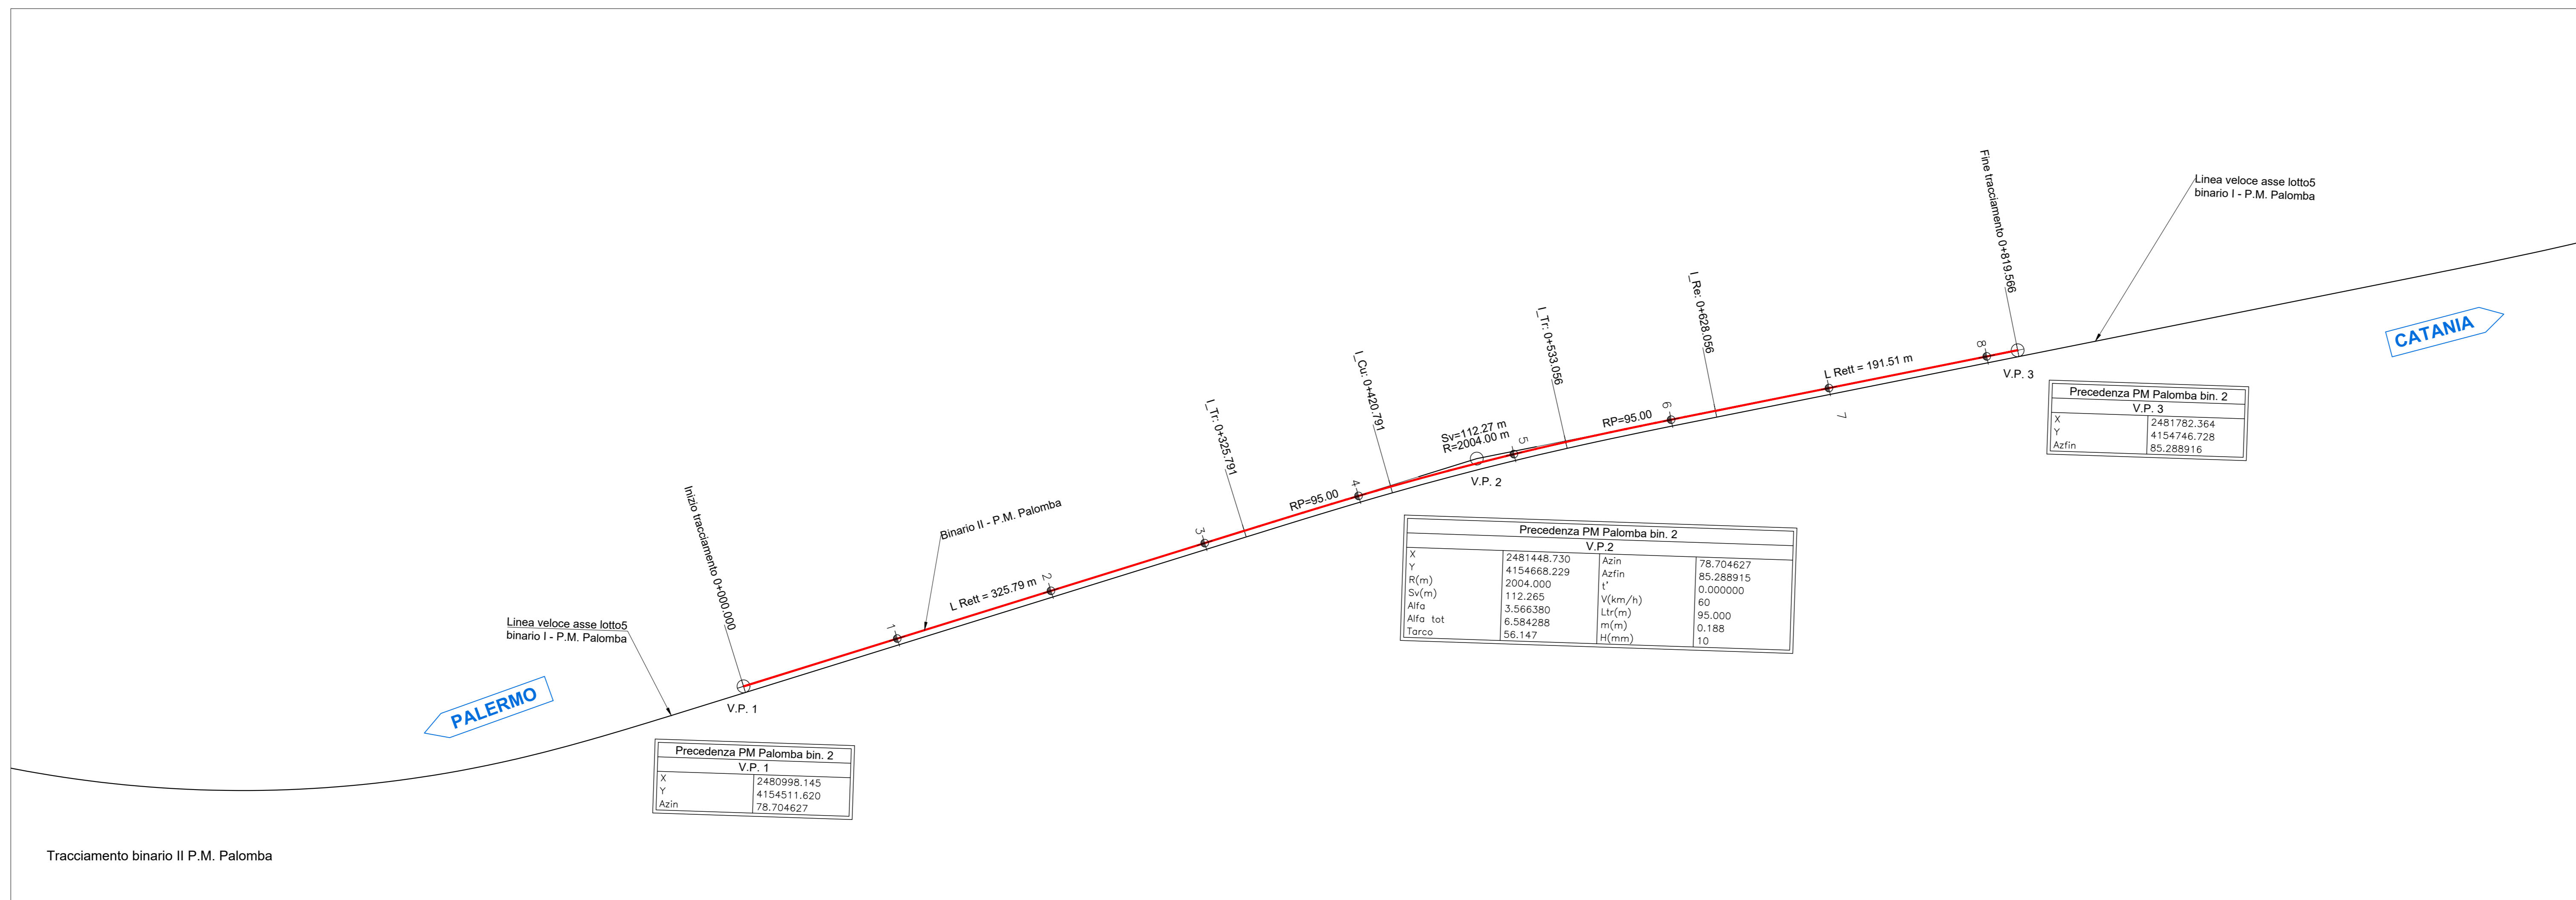 Linea veloce asse lotto5
binario I - P.M. Palomba
CATANIA
Fine tracciamento 0+819.566
8
L Rett = 191.51 m
V.P. 3
7
Precedenza PM Palomba bin. 2
V.P. 3
X 2481782.364
Y 4154746.728
Azfin 85.288916
I_Re: 0+628.056
6
RP=95.00
I_Tr: 0+533.056
5
Sv=112.27 m
R=2004.00 m
V.P. 2
I_Cu: 0+420.791
4
RP=95.00
I_Tr: 0+325.791
3
Precedenza PM Palomba bin. 2
V.P.2
X 2481448.730 Azin 78.704627
Y 4154668.229 Azfin 85.288915
R(m) 2004.000 t' 0.000000
Sv(m) 112.265 V(km/h) 60
Alfa 3.566380 Ltr(m) 95.000
Alfa tot 6.584288 m(m) 0.188
Tarco 56.147 H(mm) 10
Binario II - P.M. Palomba
2
L Rett = 325.79 m
1
Inizio tracciamento 0+000.000
Linea veloce asse lotto5
binario I - P.M. Palomba
PALERMO
V.P. 1
Precedenza PM Palomba bin. 2
V.P. 1
X 2480998.145
Y 4154511.620
Azin 78.704627
Tracciamento binario II P.M. Palomba